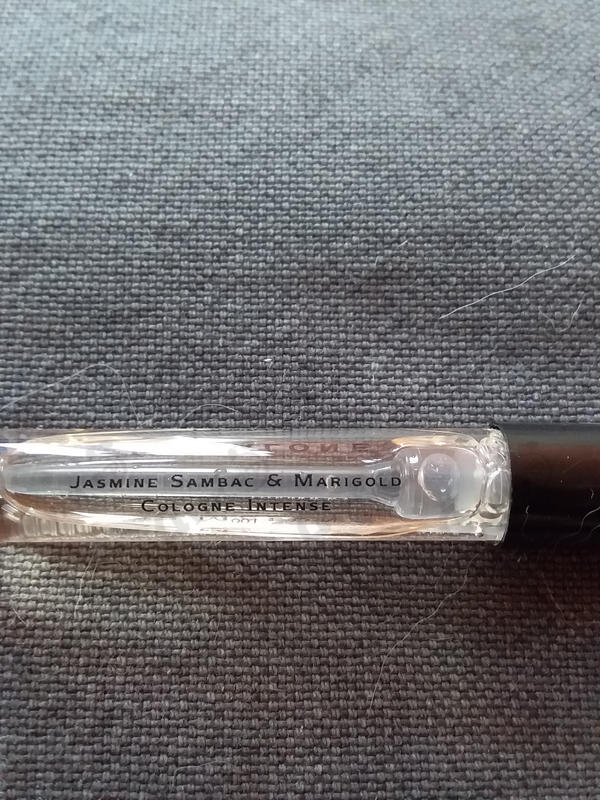 JASMINE SAMBAC & MARIGOLD
COLOGNE INTENSE